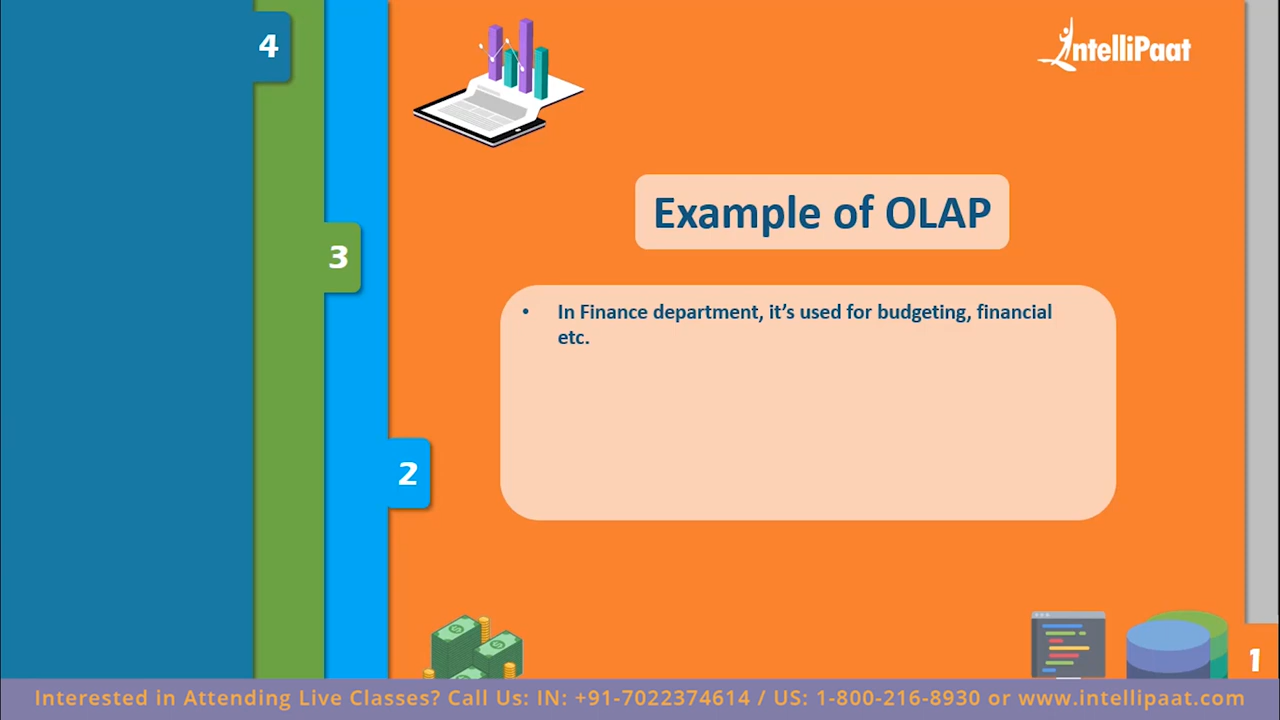 4
IntelliPaat
Example of OLAP
3
• In Finance department, it’s used for budgeting, financial
etc.
2
1
Interested in Attending Live Classes? Call Us: IN: +91-7022374614 / US: 1-800-216-8930 or www.intellipaat.com